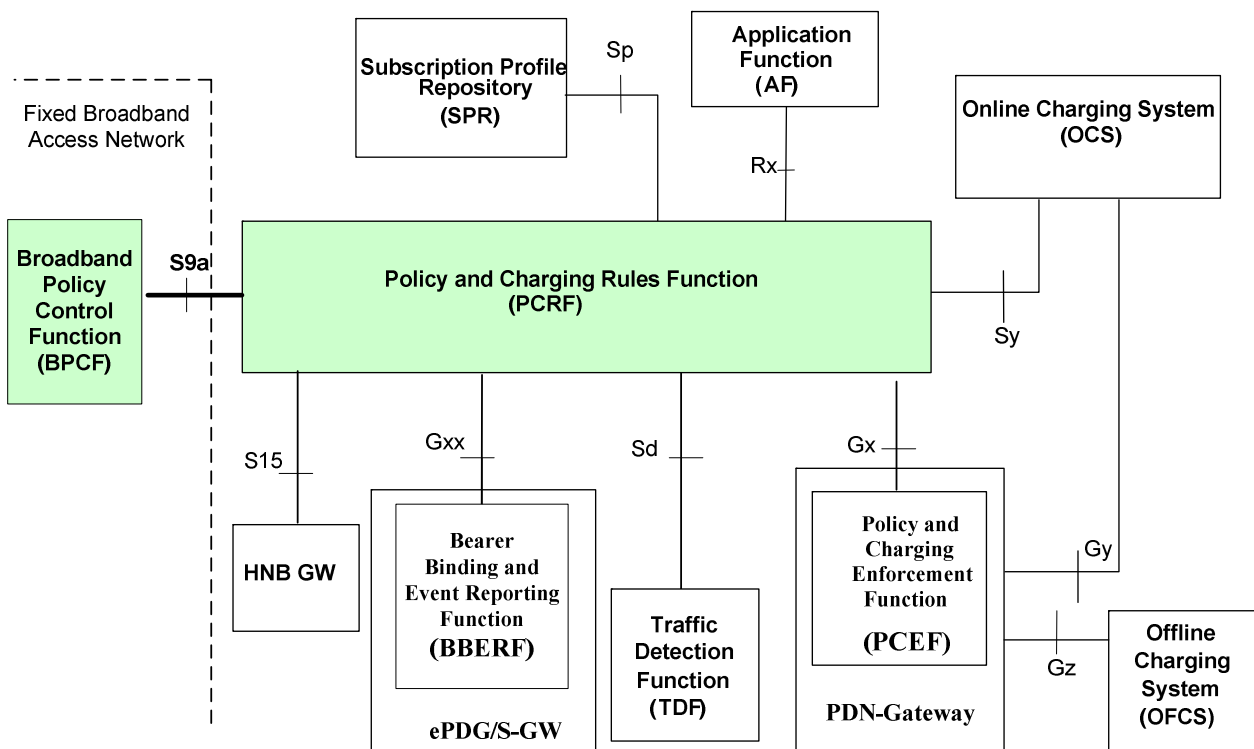 Subscription Profile
Repository
(SPR)
Sp
Application
Function
(AF)
Rx
Online Charging System
(OCS)
Fixed Broadband
Access Network
Broadband
Policy
Control
Function
(BPCF)
S9a
Policy and Charging Rules Function
(PCRF)
Sy
S15
Gxx
Sd
Gx
HNB GW
Bearer
Binding and
Event Reporting
Function
(BBERF)
ePDG/S-GW
Traffic
Detection
Function
(TDF)
Policy and
Charging
Enforcement
Function
(PCEF)
PDN-Gateway
Gy
Gz
Offline
Charging
System
(OFCS)